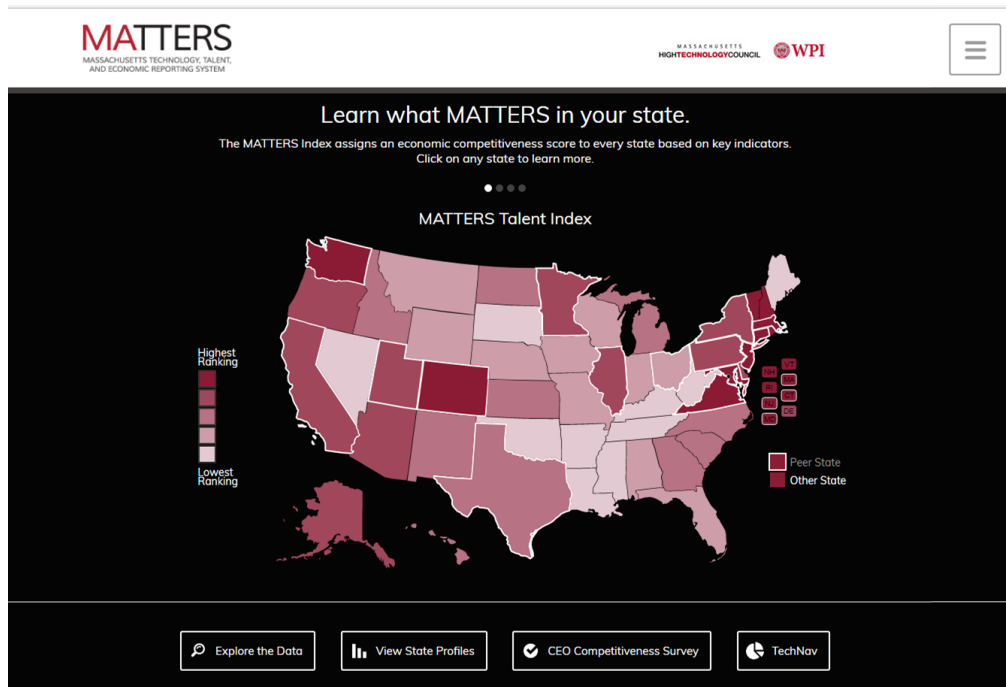 MATTERS
MASSACHUSETTS TECHNOLOGY, TALENT,
AND ECONOMIC REPORTING SYSTEM
MASSACHUSETTS
HIGHTECHNOLOGYCOUNCIL
WPI
Learn what MATTERS in your state.
The MATTERS Index assigns an economic competitiveness score to every state based on key indicators.
Click on any state to learn more.
MATTERS Talent Index
Highest
Ranking
Lowest
Ranking
VT
NH
MA
RI
CT
NJ
DE
MD
Peer State
Other State
Explore the Data
View State Profiles
CEO Competitiveness Survey
TechNav